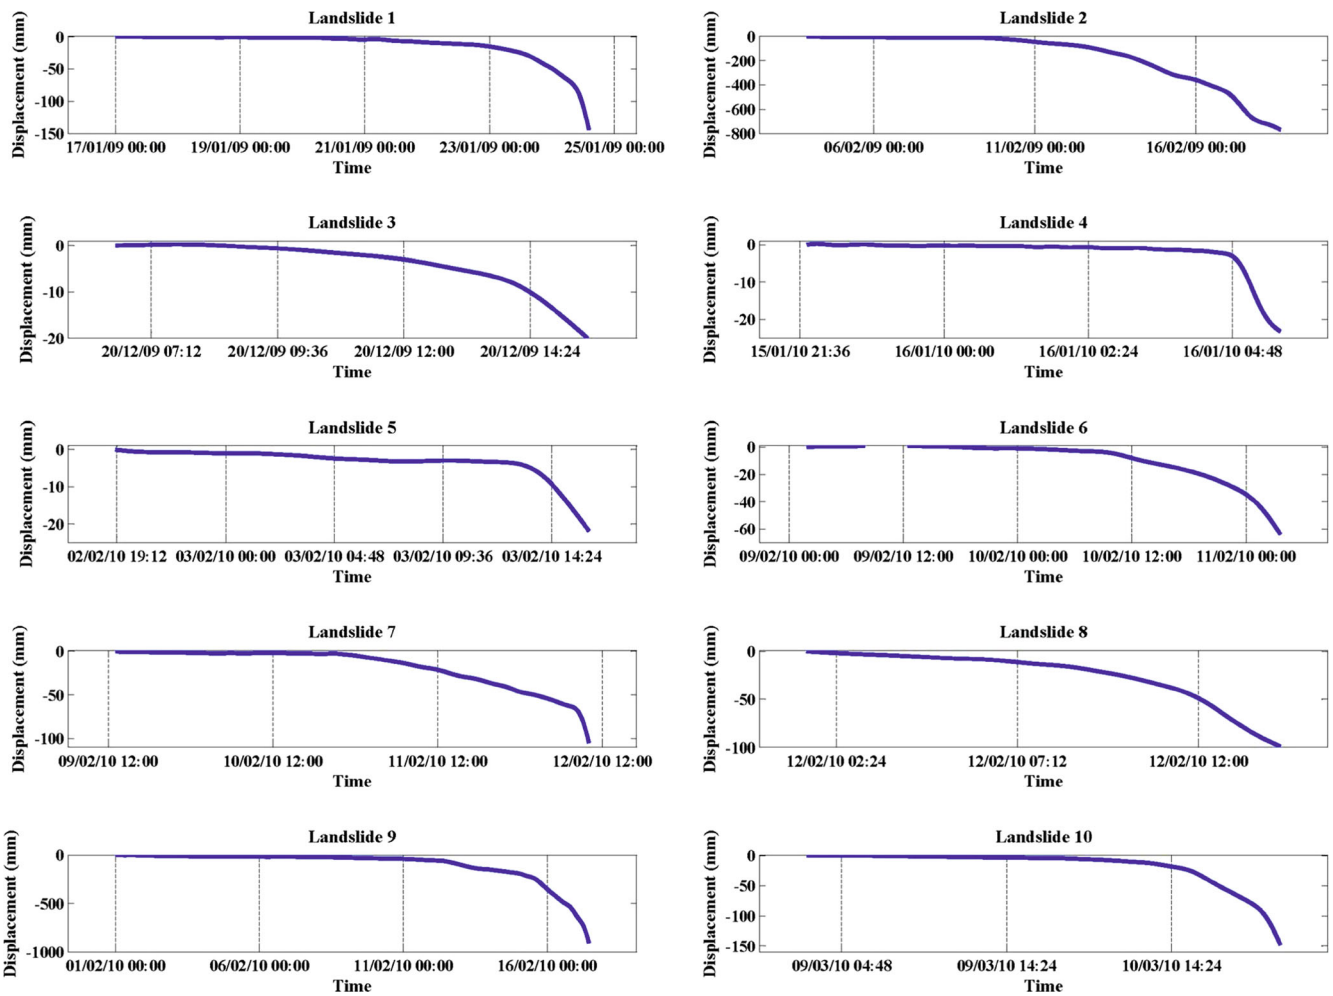 Landslide 1
Displacement (mm)
0
-50
-100
-150
17/01/09 00:00 19/01/09 00:00 21/01/09 00:00 23/01/09 00:00 25/01/09 00:00
Time
Landslide 2
Displacement (mm)
0
-200
-400
-600
-800
06/02/09 00:00 11/02/09 00:00 16/02/09 00:00
Time
Landslide 3
Displacement (mm)
0
-10
-20
20/12/09 07:12 20/12/09 09:36 20/12/09 12:00 20/12/09 14:24
Time
Landslide 4
Displacement (mm)
0
-10
-20
15/01/10 21:36 16/01/10 00:00 16/01/10 02:24 16/01/10 04:48
Time
Landslide 5
Displacement (mm)
0
-10
-20
02/02/10 19:12 03/02/10 00:00 03/02/10 04:48 03/02/10 09:36 03/02/10 14:24
Time
Landslide 6
Displacement (mm)
0
-20
-40
-60
09/02/10 00:00 09/02/10 12:00 10/02/10 00:00 10/02/10 12:00 11/02/10 00:00
Time
Landslide 7
Displacement (mm)
0
-50
-100
09/02/10 12:00 10/02/10 12:00 11/02/10 12:00 12/02/10 12:00
Time
Landslide 8
Displacement (mm)
0
-50
-100
12/02/10 02:24 12/02/10 07:12 12/02/10 12:00
Time
Landslide 9
Displacement (mm)
0
-500
-1000
01/02/10 00:00 06/02/10 00:00 11/02/10 00:00 16/02/10 00:00
Time
Landslide 10
Displacement (mm)
0
-50
-100
-150
09/03/10 04:48 09/03/10 14:24 10/03/10 14:24
Time